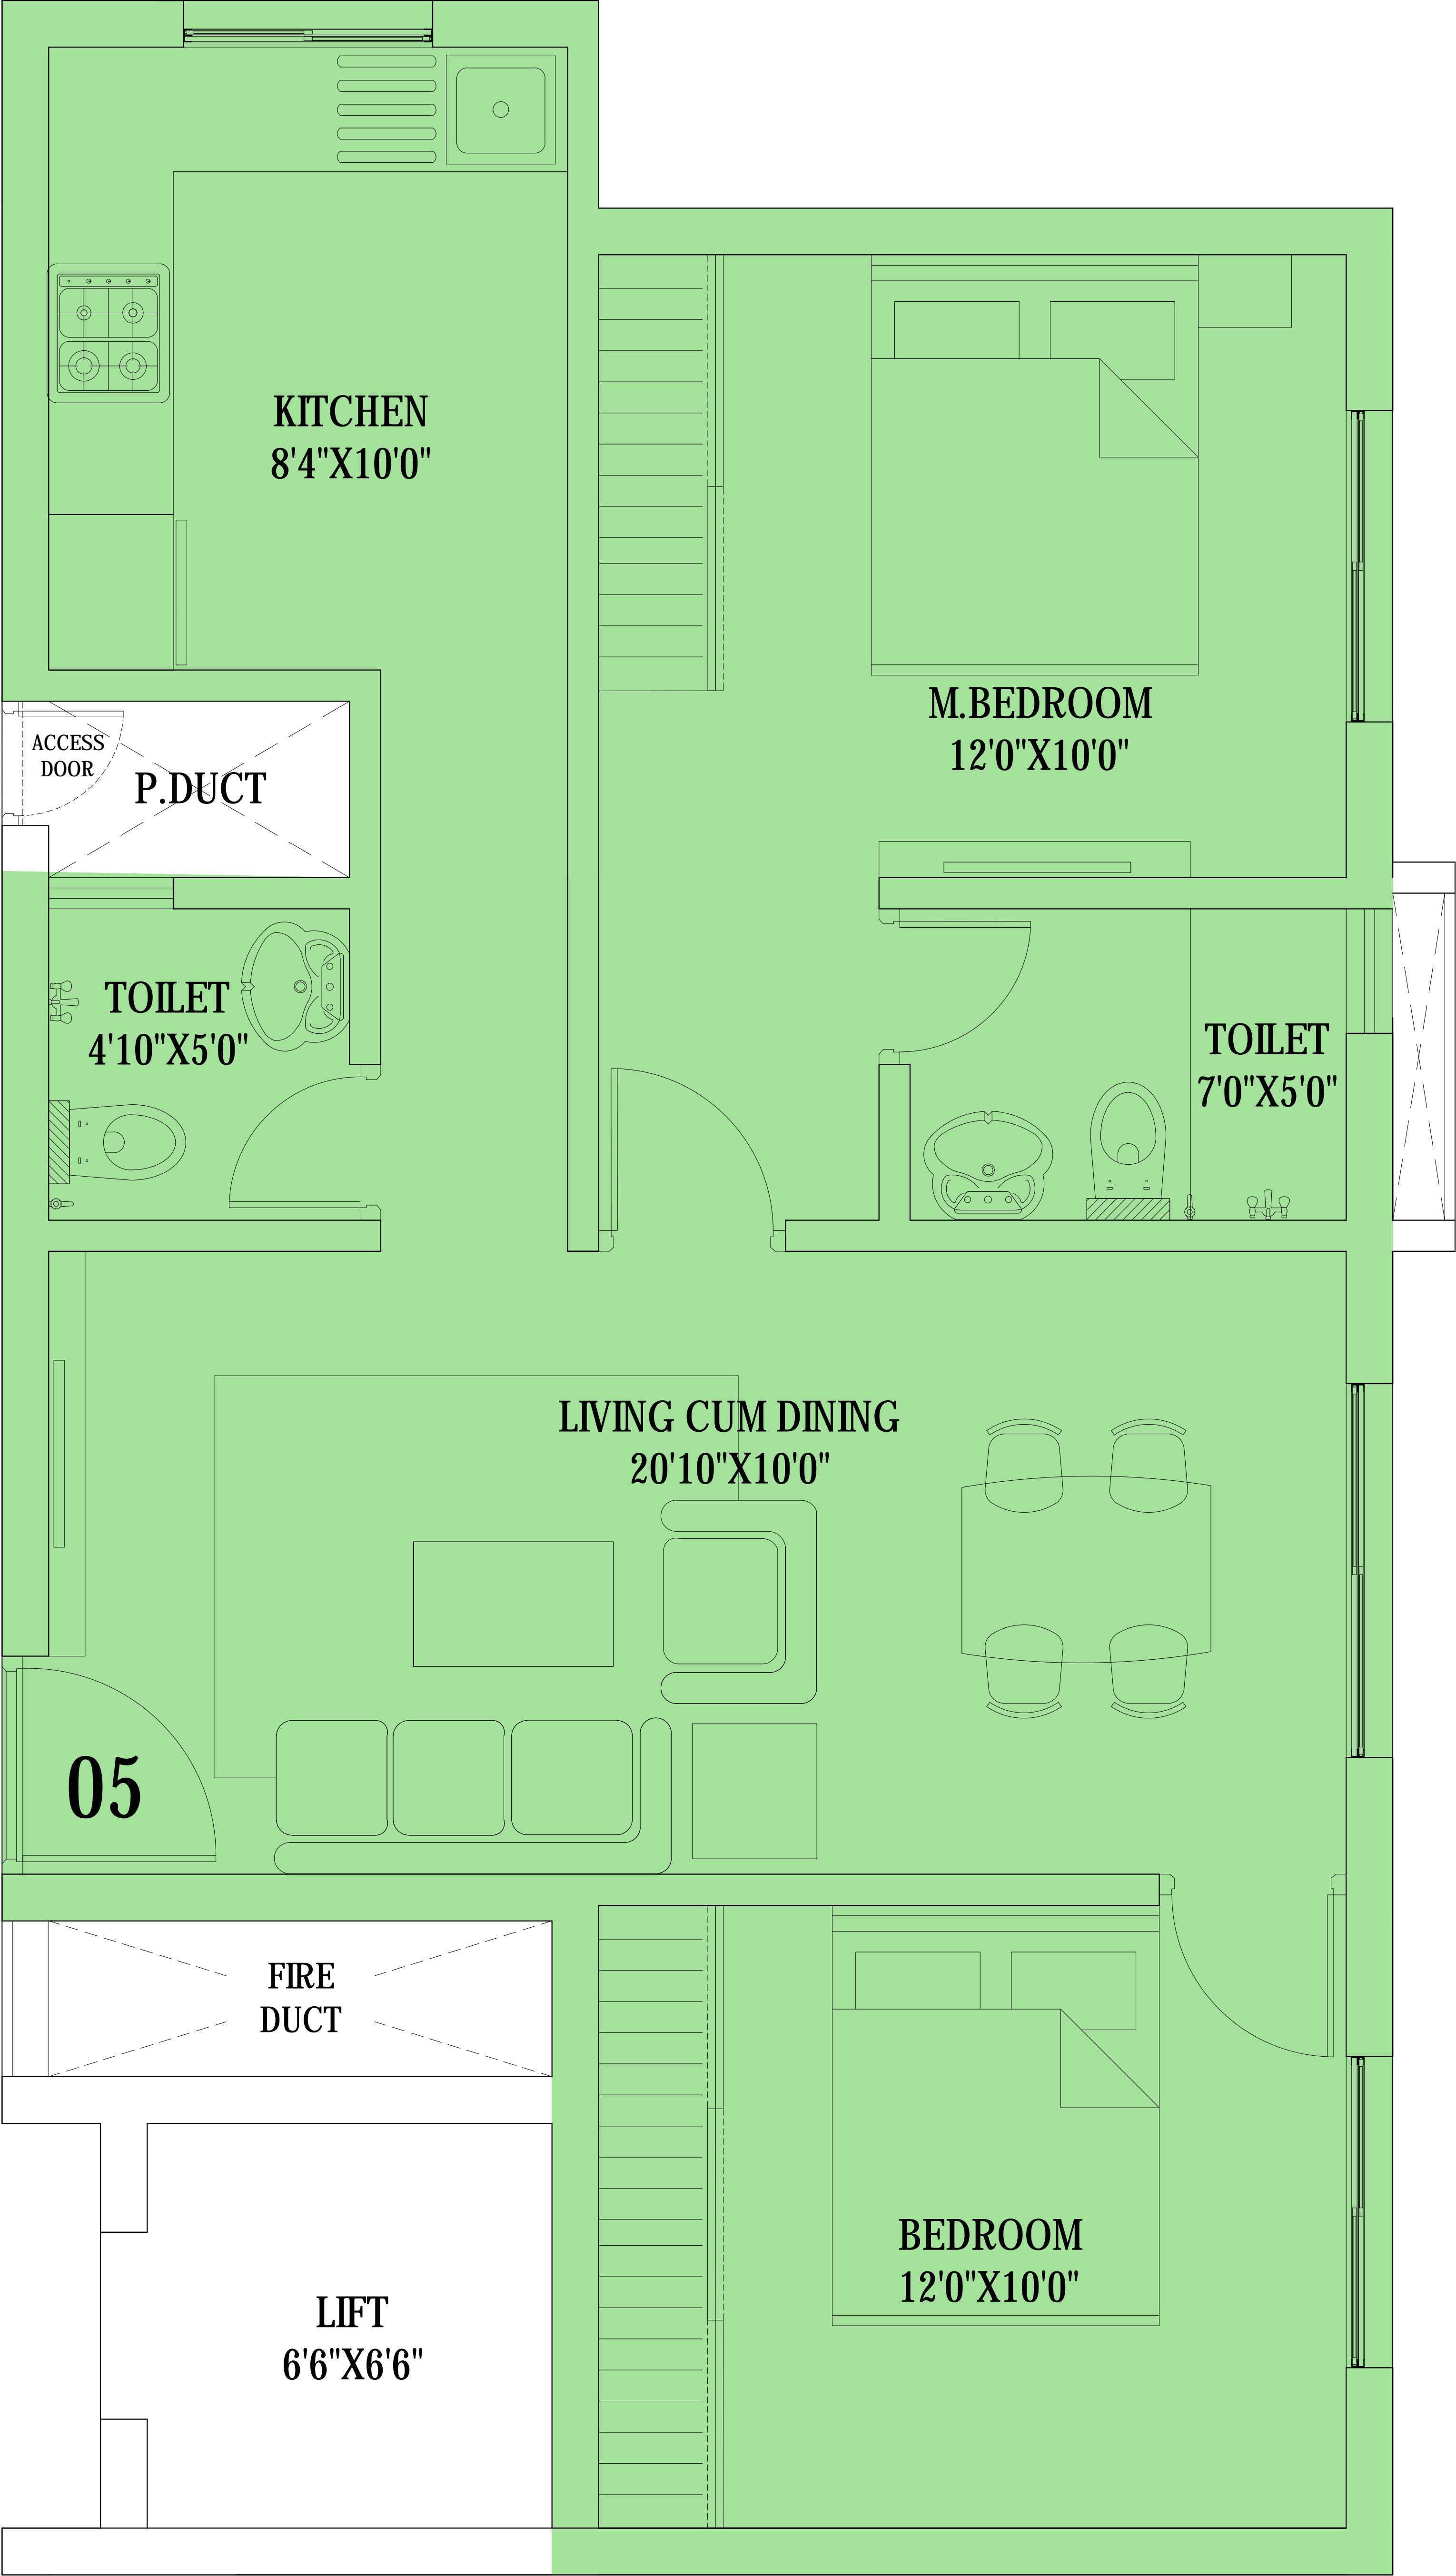 KITCHEN
8'4"X10'0"
M.BEDROOM
12'0"X10'0"
ACCESS
DOOR
P.DUCT
TOILET
4'10"X5'0"
TOILET
7'0"X5'0"
LIVING CUM DINING
20'10"X10'0"
05
FIRE
DUCT
BEDROOM
12'0"X10'0"
LIFT
6'6"X6'6"